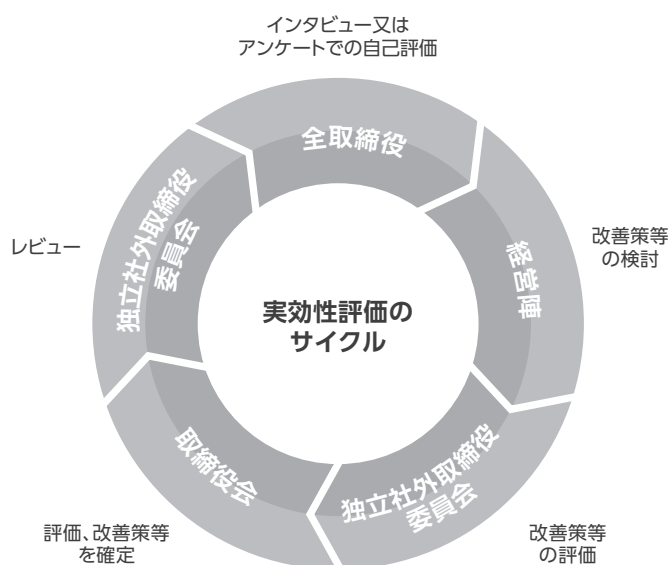 インタビュー又は
アンケートでの自己評価
全取締役
経営陣
改善策等
の検討
独立社外取締役
委員会
改善策等
の評価
取締役会
評価、改善策等
を確定
独立社外取締役
委員会
レビュー
実効性評価の
サイクル